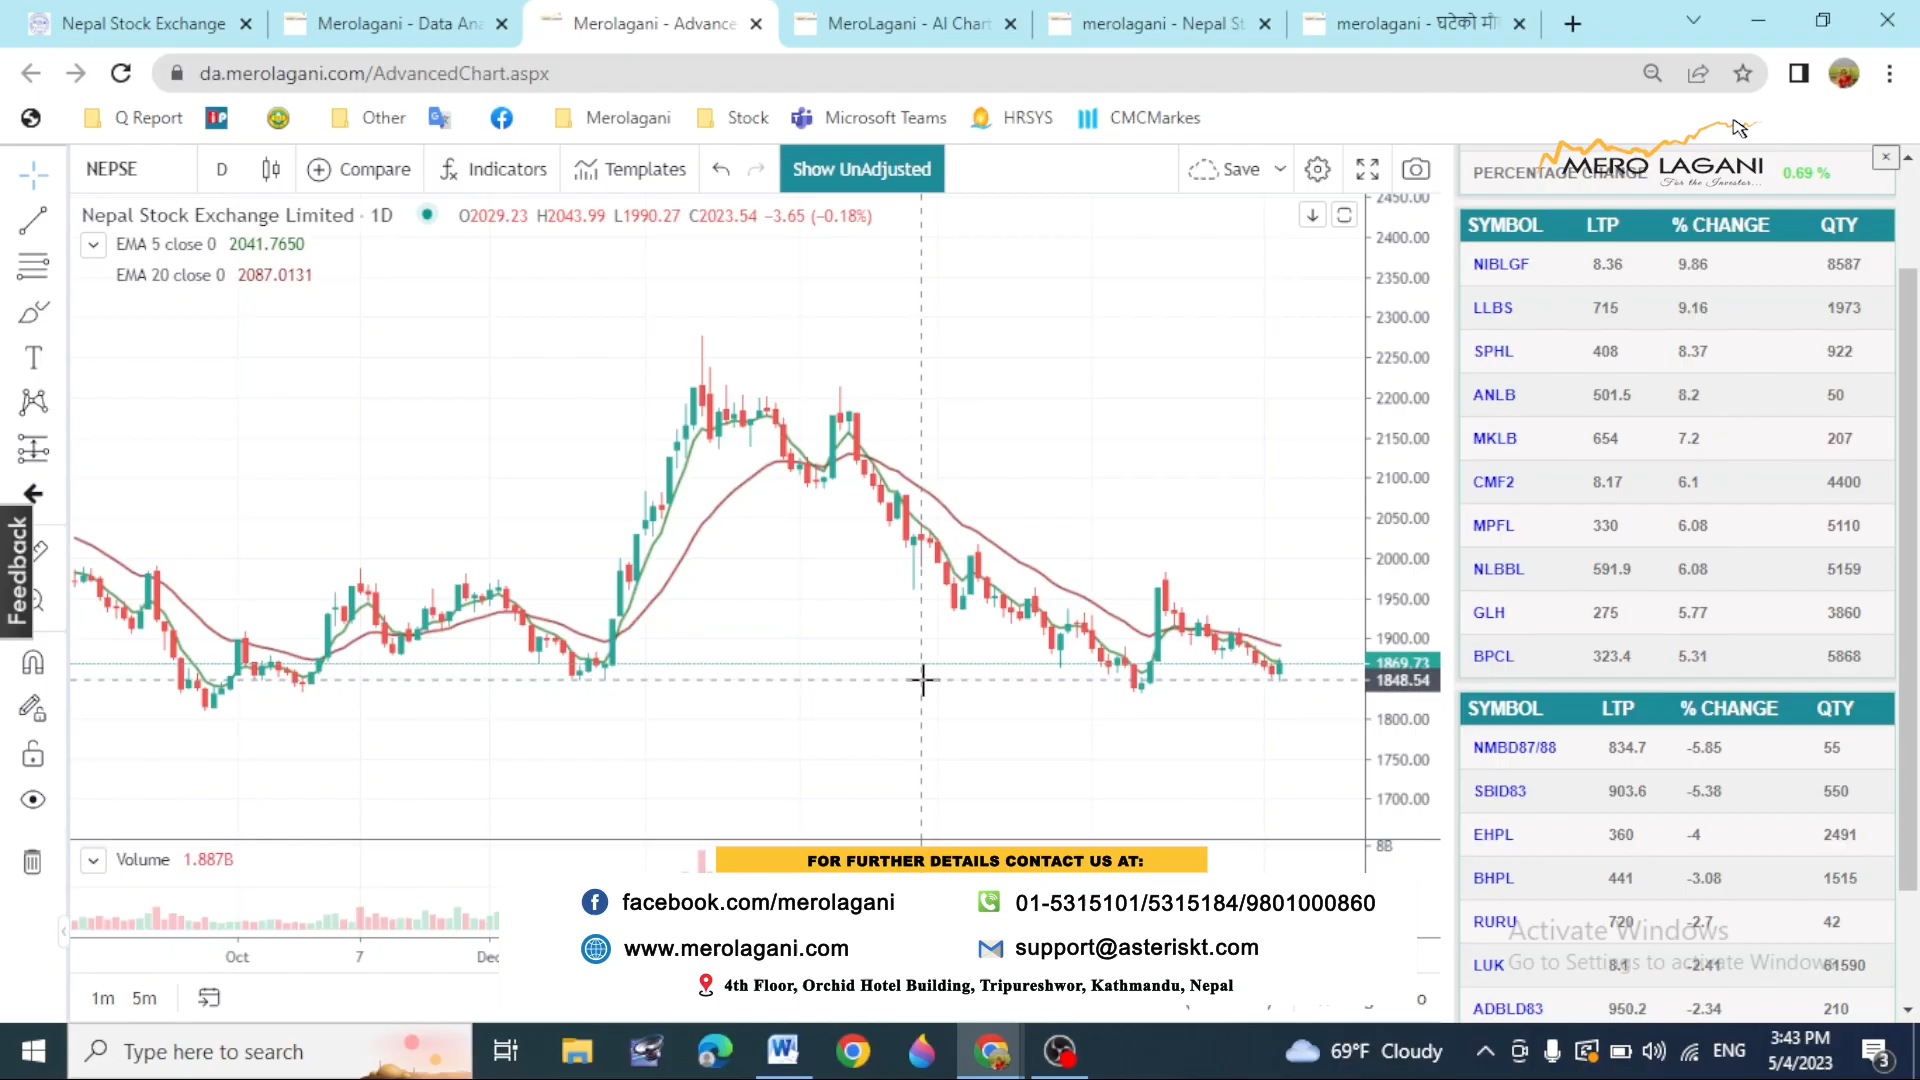 Nepal Stock Exchange
Merolagani - Data Ana
Merolagani - Advance
MeroLagani - AI Chart
merolagani - Nepal St
merolagani - घटेको मौ
da.merolagani.com/AdvancedChart.aspx
Q Report
Other
Merolagani
Stock
Microsoft Teams
HRSYS
CMCMarkes
NEPSE
D
Compare
Indicators
Templates
Show UnAdjusted
Save
MERO LAGANI
For the Investor...
PERCENTAGE CHANGE 0.69 %
Nepal Stock Exchange Limited · 1D O2029.23 H2043.99 L1990.27 C2023.54 −3.65 (−0.18%)
EMA 5 close 0 2041.7650
EMA 20 close 0 2087.0131
2450.00
2400.00
2350.00
2300.00
2250.00
2200.00
2150.00
2100.00
2050.00
2000.00
1950.00
1900.00
1869.73
1848.54
1800.00
1750.00
1700.00
8B
Feedback
Volume 1.887B
Oct
7
Dec
1m 5m
SYMBOL LTP % CHANGE QTY
NIBLGF 8.36 9.86 8587
LLBS 715 9.16 1973
SPHL 408 8.37 922
ANLB 501.5 8.2 50
MKLB 654 7.2 207
CMF2 8.17 6.1 4400
MPFL 330 6.08 5110
NLBBL 591.9 6.08 5159
GLH 275 5.77 3860
BPCL 323.4 5.31 5868
SYMBOL LTP % CHANGE QTY
NMBD87/88 834.7 -5.85 55
SBID83 903.6 -5.38 550
EHPL 360 -4 2491
BHPL 441 -3.08 1515
RURU 720 -2.7 42
LUK 8.1 -2.41 61590
ADBLD83 950.2 -2.34 210
Activate Windows
Go to Settings to activate Windows
FOR FURTHER DETAILS CONTACT US AT:
facebook.com/merolagani
01-5315101/5315184/9801000860
www.merolagani.com
support@asteriskt.com
4th Floor, Orchid Hotel Building, Tripureshwor, Kathmandu, Nepal
Type here to search
69°F Cloudy
ENG
3:43 PM
5/4/2023
3